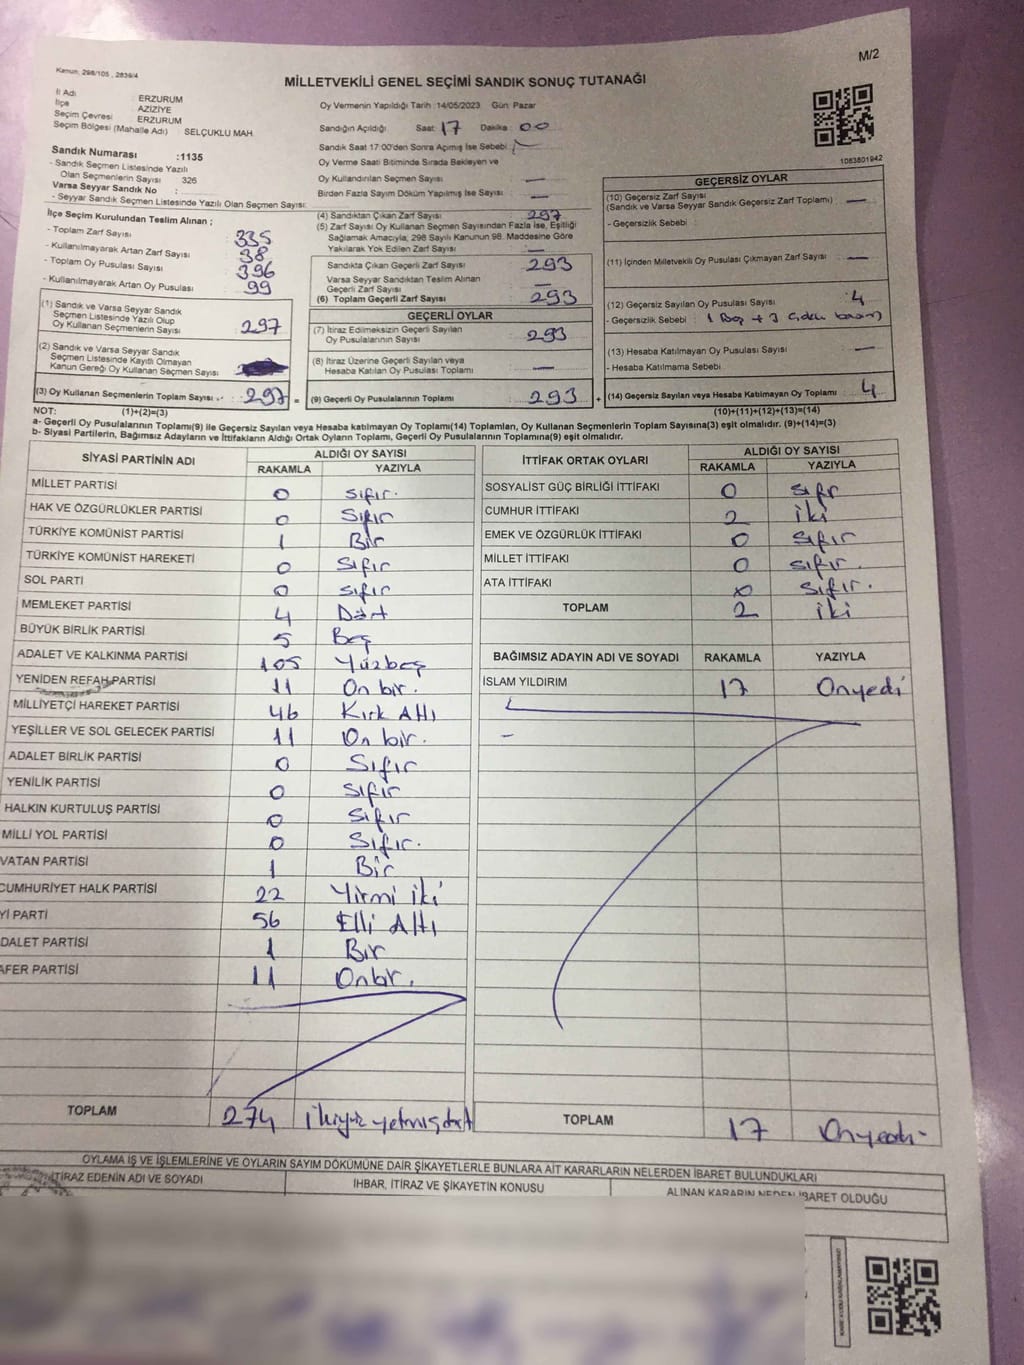 M/2
Kanun, 298/105 , 2839/4
MİLLETVEKİLİ GENEL SEÇİMİ SANDIK SONUÇ TUTANAĞI
İl Adı : ERZURUM
İlçe : AZİZİYE
Seçim Çevresi : ERZURUM
Seçim Bölgesi (Mahalle Adı) : SELÇUKLU MAH.
Sandık Numarası :1135
- Sandık Seçmen Listesinde Yazılı
Olan Seçmenlerin Sayısı : 326
Varsa Seyyar Sandık No :
- Seyyar Sandık Seçmen Listesinde Yazılı Olan Seçmen Sayısı:
İlçe Seçim Kurulundan Teslim Alınan ;
- Toplam Zarf Sayısı : 335
- Kullanılmayarak Artan Zarf Sayısı : 38
- Toplam Oy Pusulası Sayısı : 396
- Kullanılmayarak Artan Oy Pusulası : 99
(1) Sandık ve Varsa Seyyar Sandık
Seçmen Listesinde Yazılı Olup
Oy Kullanan Seçmenlerin Sayısı : 297
(2) Sandık ve Varsa Seyyar Sandık
Seçmen Listesinde Kayıtlı Olmayan
Kanun Gereği Oy Kullanan Seçmen Sayısı :
(3) Oy Kullanan Seçmenlerin Toplam Sayısı : 297 =
Oy Vermenin Yapıldığı Tarih :14/05/2023 Gün: Pazar
Sandığın Açıldığı Saat: 17 Dakika : 00
Sandık Saat 17:00'den Sonra Açımış İse Sebebi : —
Oy Verme Saati Bitiminde Sırada Bekleyen ve
Oy Kullandırılan Seçmen Sayısı : —
Birden Fazla Sayım Döküm Yapılmış İse Sayısı : —
(4) Sandıktan Çıkan Zarf Sayısı : 297
(5) Zarf Sayısı Oy Kullanan Seçmen Sayısından Fazla İse, Eşitliği
Sağlamak Amacıyla, 298 Sayılı Kanunun 98. Maddesine Göre
Yakılarak Yok Edilen Zarf Sayısı : —
Sandıkta Çıkan Geçerli Zarf Sayısı : 293
Varsa Seyyar Sandıktan Teslim Alınan
Geçerli Zarf Sayısı : —
(6) Toplam Geçerli Zarf Sayısı : 293
GEÇERLİ OYLAR
(7) İtiraz Edilmeksizin Geçerli Sayılan
Oy Pusulalarının Sayısı : 293
(8) İtiraz Üzerine Geçerli Sayılan veya
Hesaba Katılan Oy Pusulası Toplamı : —
(9) Geçerli Oy Pusulalarının Toplamı : 293 +
1083801942
GEÇERSİZ OYLAR
(10) Geçersiz Zarf Sayısı
(Sandık ve Varsa Seyyar Sandık Geçersiz Zarf Toplamı) : —
- Geçersizlik Sebebi :
(11) İçinden Milletvekili Oy Pusulası Çıkmayan Zarf Sayısı : —
(12) Geçersiz Sayılan Oy Pusulası Sayısı : 4
- Geçersizlik Sebebi : 1 Boş + 3
(13) Hesaba Katılmayan Oy Pusulası Sayısı : —
- Hesaba Katılmama Sebebi :
(14) Geçersiz Sayılan veya Hesaba Katılmayan Oy Toplamı : 4
NOT: (1)+(2)=(3) (10)+(11)+(12)+(13)=(14)
a- Geçerli Oy Pusulalarının Toplamı(9) ile Geçersiz Sayılan veya Hesaba katılmayan Oy Toplamı(14) Toplamları, Oy Kullanan Seçmenlerin Toplam Sayısına(3) eşit olmalıdır. (9)+(14)=(3)
b- Siyasi Partilerin, Bağımsız Adayların ve İttifakların Aldığı Ortak Oyların Toplamı, Geçerli Oy Pusulalarının Toplamına(9) eşit olmalıdır.
SİYASİ PARTİNİN ADI ALDIĞI OY SAYISI
RAKAMLA YAZIYLA
MİLLET PARTİSİ 0 Sıfır.
HAK VE ÖZGÜRLÜKLER PARTİSİ 0 Sıfır
TÜRKİYE KOMÜNİST PARTİSİ 1 Bir
TÜRKİYE KOMÜNİST HAREKETİ 0 Sıfır
SOL PARTİ 0 Sıfır
MEMLEKET PARTİSİ 4 Dört
BÜYÜK BİRLİK PARTİSİ 5 Beş
ADALET VE KALKINMA PARTİSİ 105 Yüzbeş
YENİDEN REFAH PARTİSİ 11 On bir.
MİLLİYETÇİ HAREKET PARTİSİ 46 Kırk Altı
YEŞİLLER VE SOL GELECEK PARTİSİ 11 On bir.
ADALET BİRLİK PARTİSİ 0 Sıfır
YENİLİK PARTİSİ 0 Sıfır
HALKIN KURTULUŞ PARTİSİ 0 Sıfır
MİLLİ YOL PARTİSİ 0 Sıfır.
VATAN PARTİSİ 1 Bir
CUMHURİYET HALK PARTİSİ 22 Yirmi iki
Yİ PARTİ 56 Elli Altı
DALET PARTİSİ 1 Bir
AFER PARTİSİ 11 Onbir.
TOPLAM 274 İkiyüz yetmişdört
İTTİFAK ORTAK OYLARI ALDIĞI OY SAYISI
RAKAMLA YAZIYLA
SOSYALİST GÜÇ BİRLİĞİ İTTİFAKI 0 Sıfır
CUMHUR İTTİFAKI 2 iki
EMEK VE ÖZGÜRLÜK İTTİFAKI 0 Sıfır
MİLLET İTTİFAKI 0 Sıfır.
ATA İTTİFAKI 0 Sıfır.
TOPLAM 2 iki
BAĞIMSIZ ADAYIN ADI VE SOYADI RAKAMLA YAZIYLA
İSLAM YILDIRIM 17 Onyedi
TOPLAM 17 Onyedi
OYLAMA İŞ VE İŞLEMLERİNE VE OYLARIN SAYIM DÖKÜMÜNE DAİR ŞİKAYETLERLE BUNLARA AİT KARARLARIN NELERDEN İBARET BULUNDUKLARI
İTİRAZ EDENİN ADI VE SOYADI İHBAR, İTİRAZ VE ŞİKAYETİN KONUSU ALINAN KARARIN NEDEN İBARET OLDUĞU